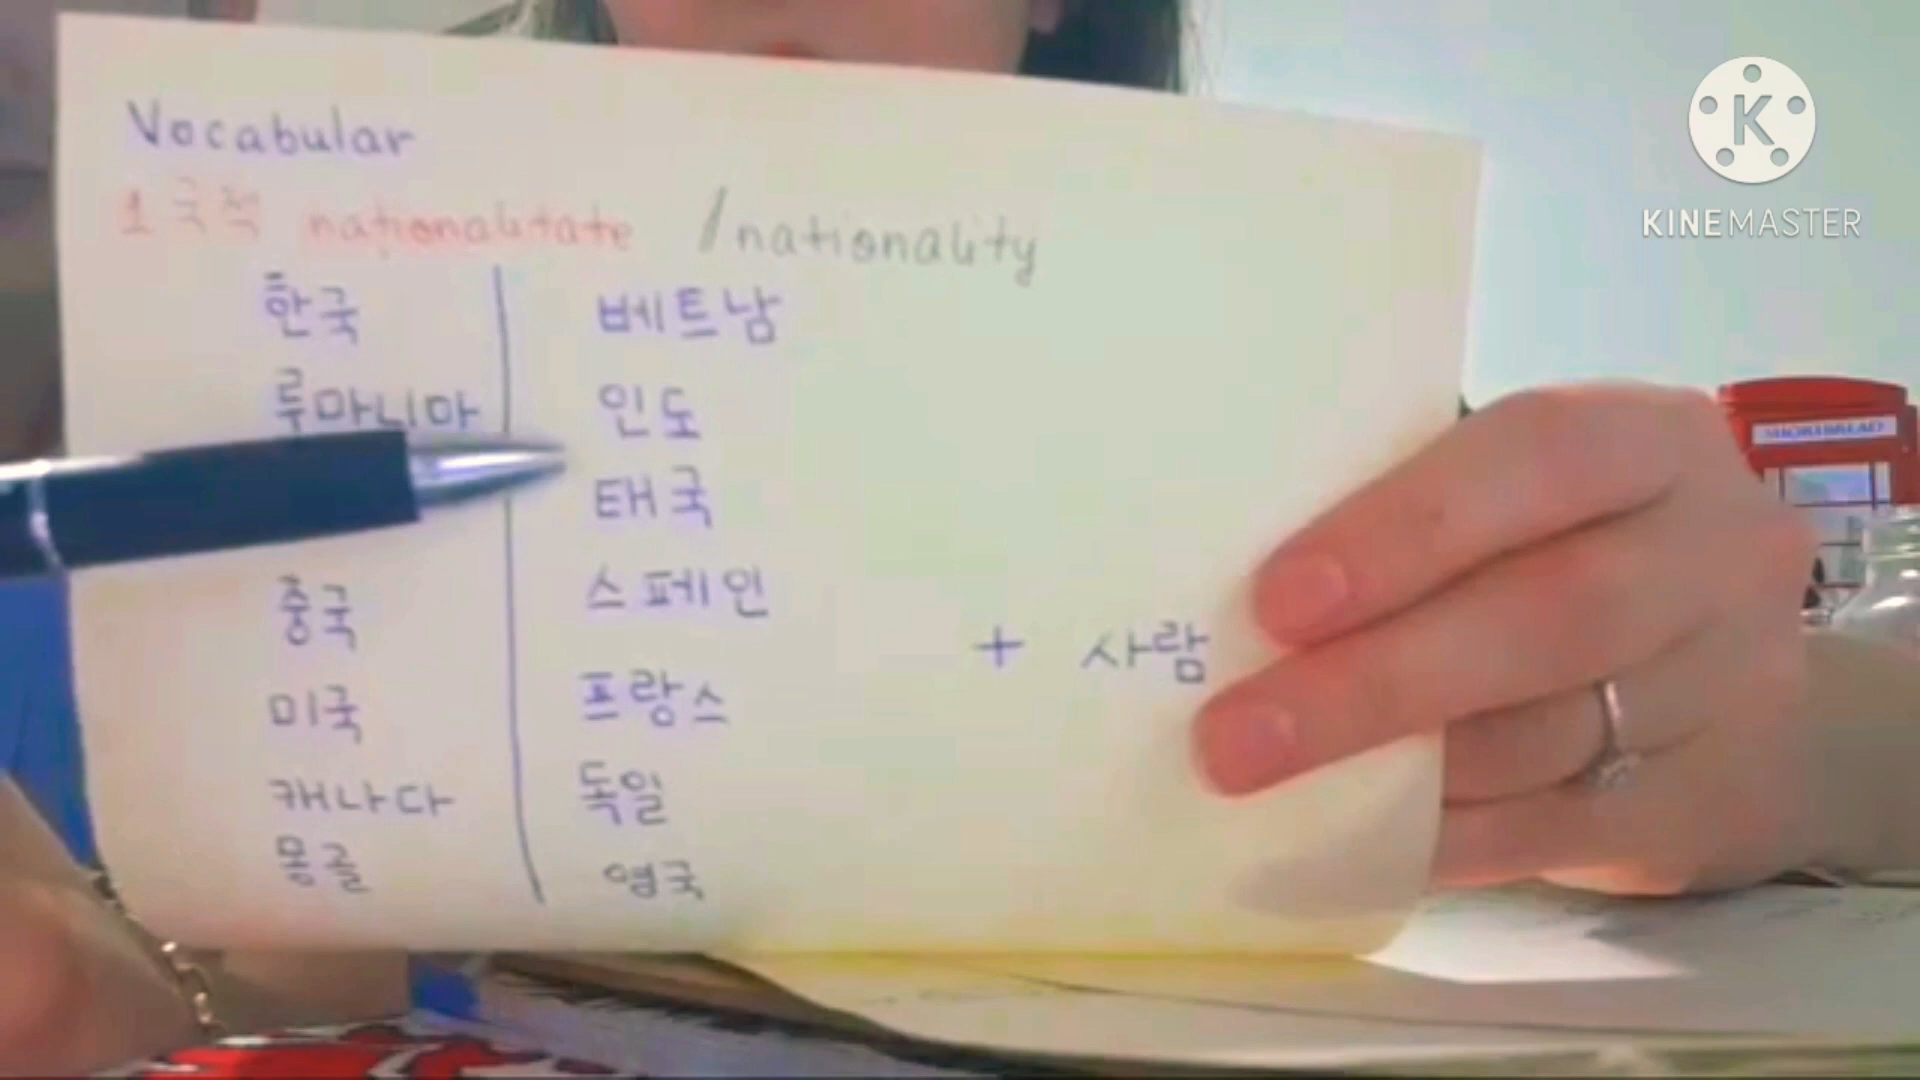 Vocabular
1 국적 naționalitate / nationality
한국
루마니마
중국
미국
캐나다
몽골
베트남
인도
태국
스페인
프랑스
독일
영국
+ 사람
KINEMASTER